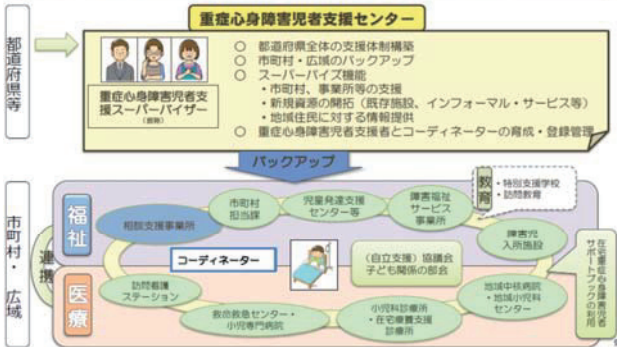 重症心身障害児者支援センター
都道府県等
重症心身障害児者支
援スーパーバイザー
○ 都道府県全体の支援体制構築
○ 市町村・広域のバックアップ
○ スーパーバイズ機能
・市町村、事業所等の支援
・新規資源の開拓（既存施設、インフォーマル・サービス等）
・地域住民に対する情報提供
○ 重症心身障害児者支援者とコーディネーターの育成・登録管理
バックアップ
市町村・広域
連携
福祉
相談支援事業所
市町村
担当課
児童発達支援
センター等
障害福祉
サービス
事業所
教育
・特別支援学校
・訪問教育
障害児
入所施設
コーディネーター
（自立支援）協議会
子ども関係の部会
医療
訪問看護
ステーション
救命救急センター・
小児専門病院
小児科診療所
・在宅療養支援
診療所
地域中核病院
・地域小児科
センター
在宅重症心身障害児者
サポートブックの利用